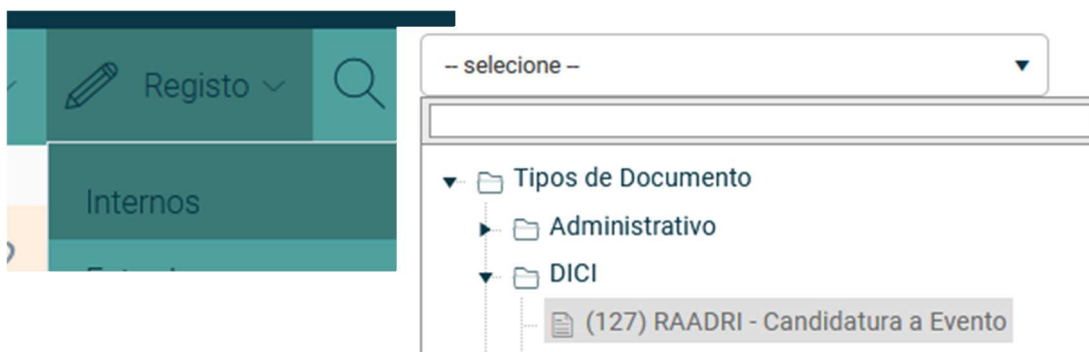 Registo
Internos
-- selecione --
Tipos de Documento
Administrativo
DICI
(127) RAADRI - Candidatura a Evento